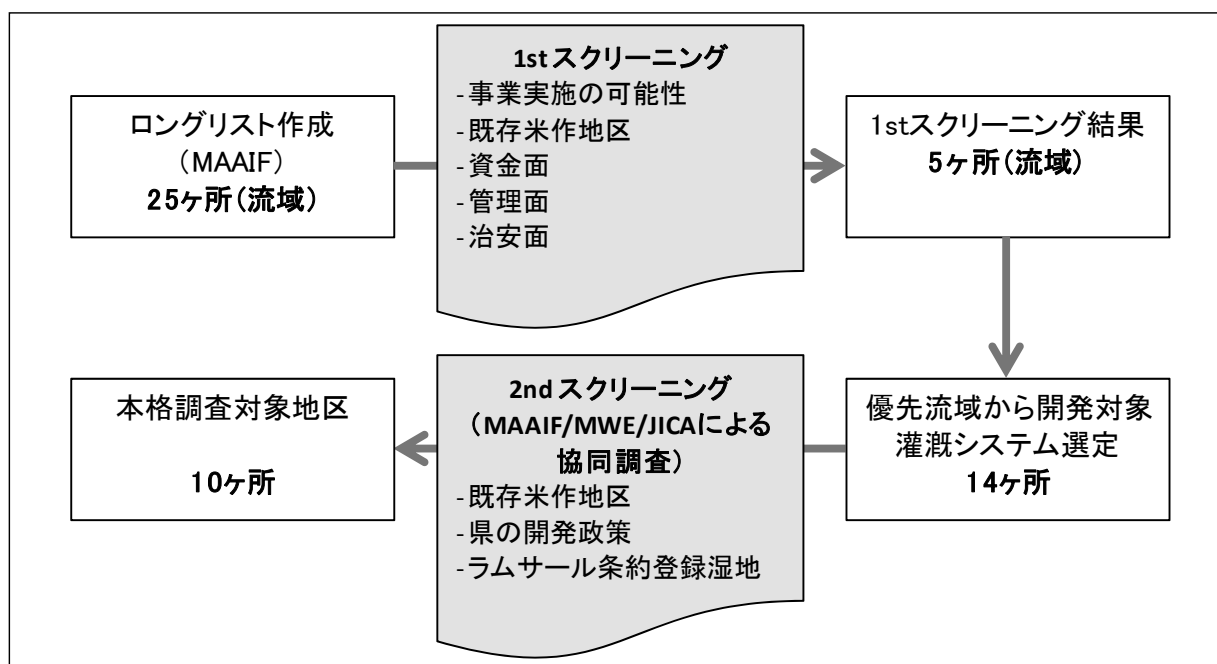 ロングリスト作成
（MAAIF）
25ヶ所（流域）
1st スクリーニング
- 事業実施の可能性
- 既存米作地区
- 資金面
- 管理面
- 治安面
1stスクリーニング結果
5ヶ所（流域）
優先流域から開発対象
灌漑システム選定
14ヶ所
2nd スクリーニング
（MAAIF/MWE/JICAによる
協同調査）
- 既存米作地区
- 県の開発政策
- ラムサール条約登録湿地
本格調査対象地区
10ヶ所